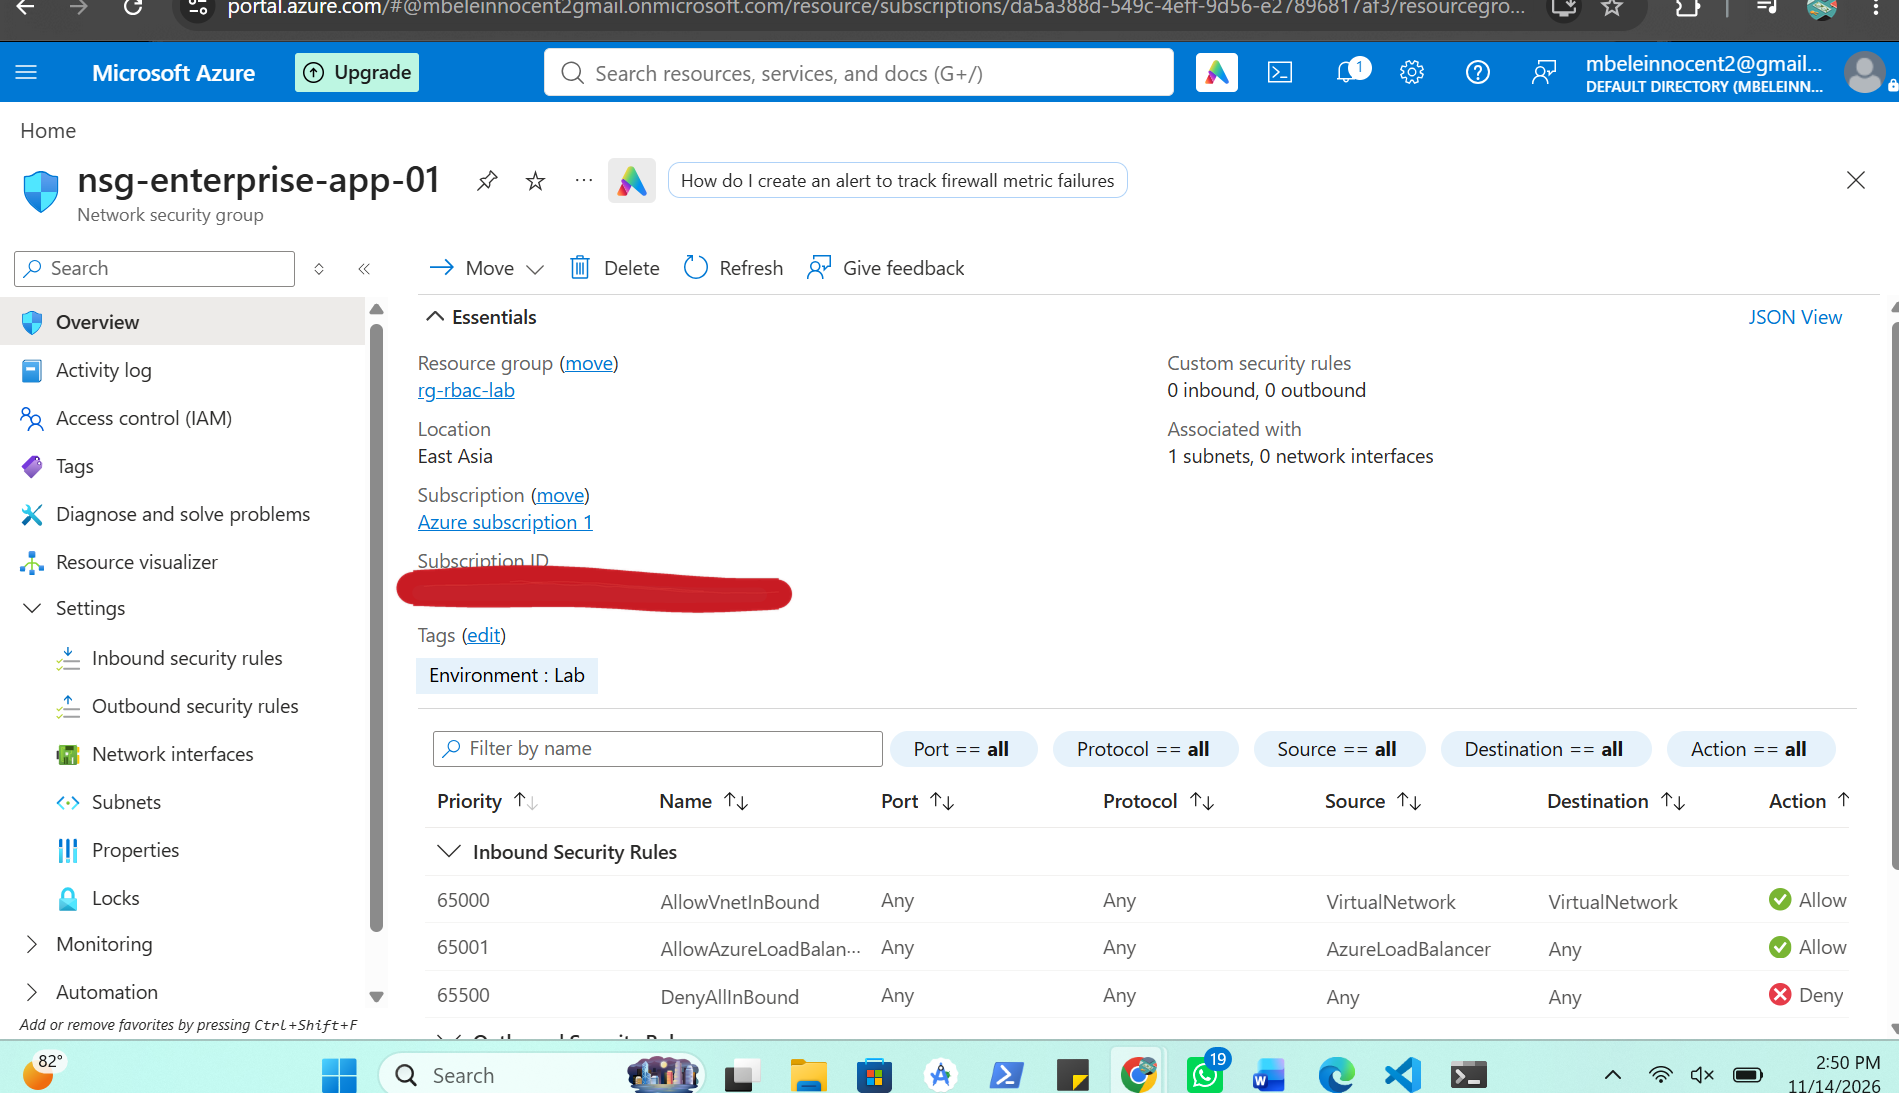 portal.azure.com/#@mbeleinnocent2gmail.onmicrosoft.com/resource/subscriptions/da5a388d-549c-4eff-9d56-e27896817af3/resourcegro...
Microsoft Azure
Upgrade
Search resources, services, and docs (G+/)
1
mbeleinnocent2@gmail...
DEFAULT DIRECTORY (MBELEINN...
Home
nsg-enterprise-app-01
Network security group
How do I create an alert to track firewall metric failures
Search
Move
Delete
Refresh
Give feedback
Overview
Activity log
Access control (IAM)
Tags
Diagnose and solve problems
Resource visualizer
Settings
Inbound security rules
Outbound security rules
Network interfaces
Subnets
Properties
Locks
Monitoring
Automation
Add or remove favorites by pressing Ctrl+Shift+F
Essentials
JSON View
Resource group (move)
rg-rbac-lab
Location
East Asia
Subscription (move)
Azure subscription 1
Subscription ID
Tags (edit)
Environment : Lab
Custom security rules
0 inbound, 0 outbound
Associated with
1 subnets, 0 network interfaces
Filter by name
Port == all
Protocol == all
Source == all
Destination == all
Action == all
Priority Name Port Protocol Source Destination Action
Inbound Security Rules
65000 AllowVnetInBound Any Any VirtualNetwork VirtualNetwork Allow
65001 AllowAzureLoadBalan... Any Any AzureLoadBalancer Any Allow
65500 DenyAllInBound Any Any Any Any Deny
82°
Search
19
2:50 PM
11/14/2026